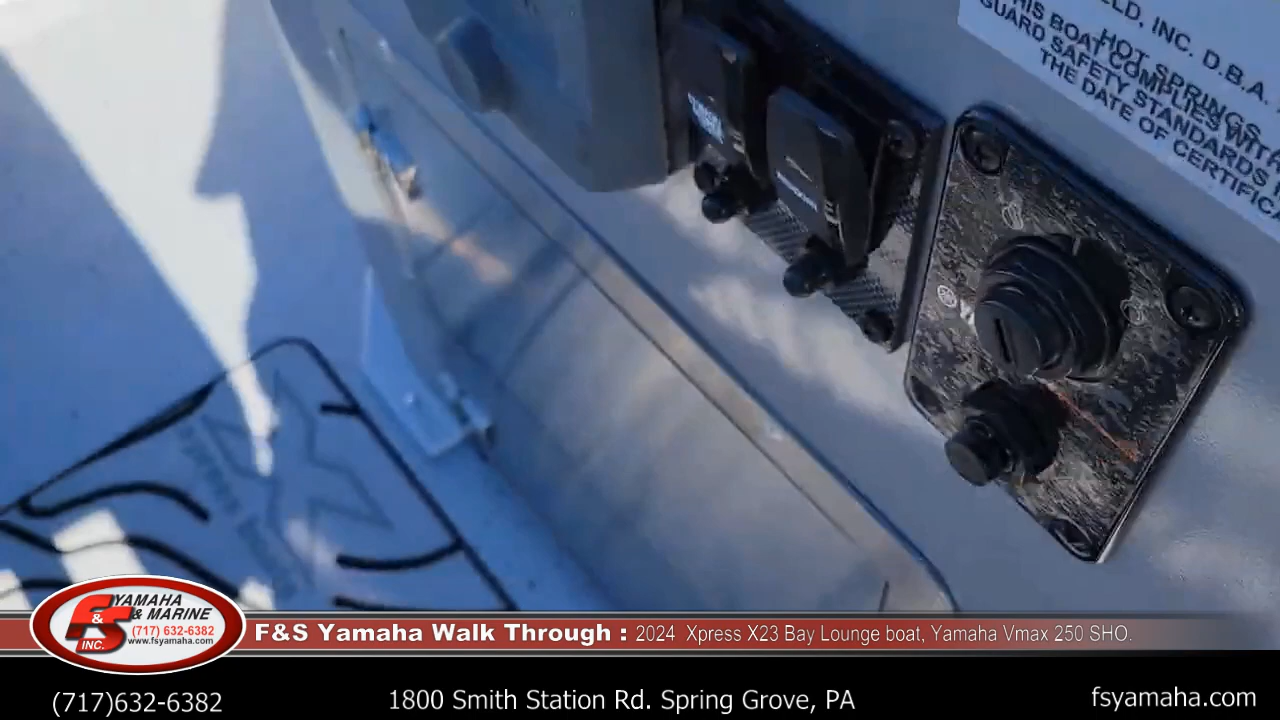 ELD, INC. D.B.A.
HOT SPRINGS
THIS BOAT COMPLIES WITH
GUARD SAFETY STANDARDS
THE DATE OF CERTIFICA
YAMAHA
F&S & MARINE
(717) 632-6382
INC. www.fsyamaha.com
F&S Yamaha Walk Through : 2024 Xpress X23 Bay Lounge boat, Yamaha Vmax 250 SHO.
(717)632-6382 1800 Smith Station Rd. Spring Grove, PA fsyamaha.com